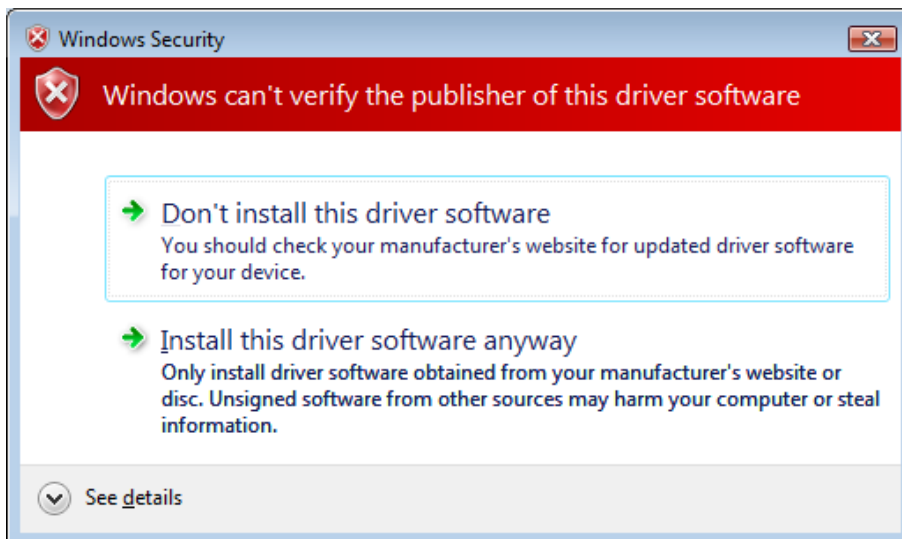 Windows Security
Windows can't verify the publisher of this driver software
Don't install this driver software
You should check your manufacturer's website for updated driver software
for your device.
Install this driver software anyway
Only install driver software obtained from your manufacturer's website or
disc. Unsigned software from other sources may harm your computer or steal
information.
See details